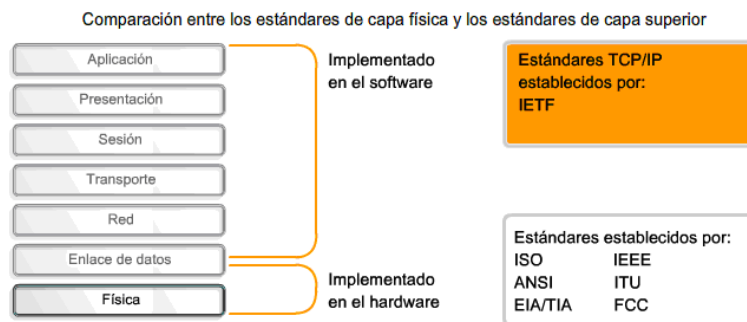 Comparación entre los estándares de capa física y los estándares de capa superior
Aplicación
Presentación
Sesión
Transporte
Red
Enlace de datos
Física
Implementado
en el software
Implementado
en el hardware
Estándares TCP/IP
establecidos por:
IETF
Estándares establecidos por:
ISO IEEE
ANSI ITU
EIA/TIA FCC